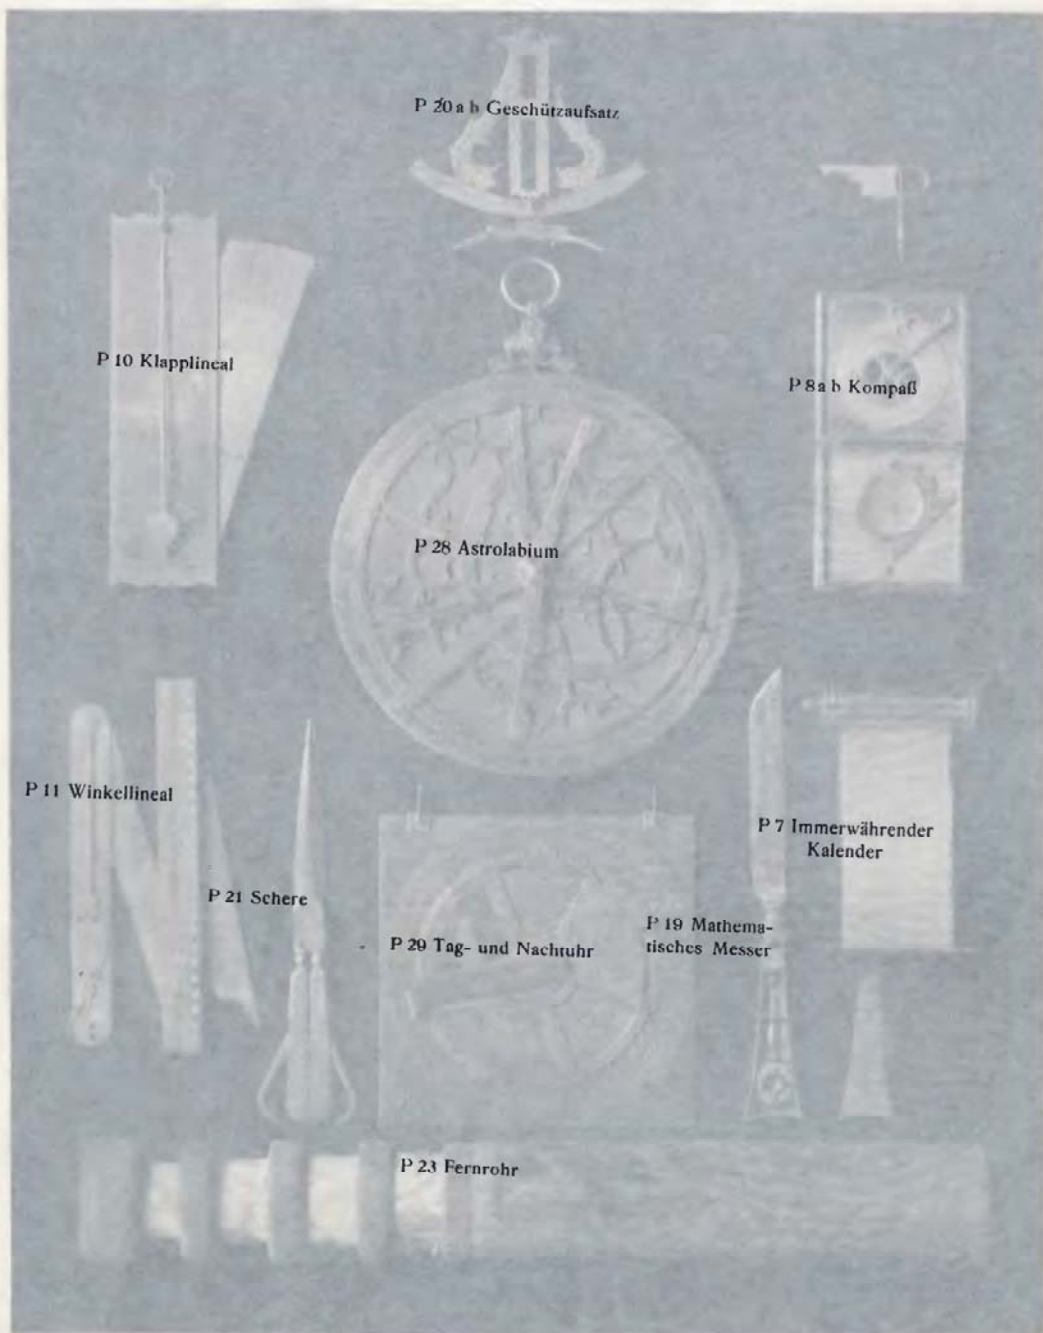 P 20 a b Geschützaufsatz
P 10 Klapplineal
P 8 a b Kompaß
P 28 Astrolabium
P 11 Winkellineal
P 7 Immerwährender
Kalender
P 21 Schere
P 29 Tag- und Nachtuhr
P 19 Mathema-
tisches Messer
P 23 Fernrohr